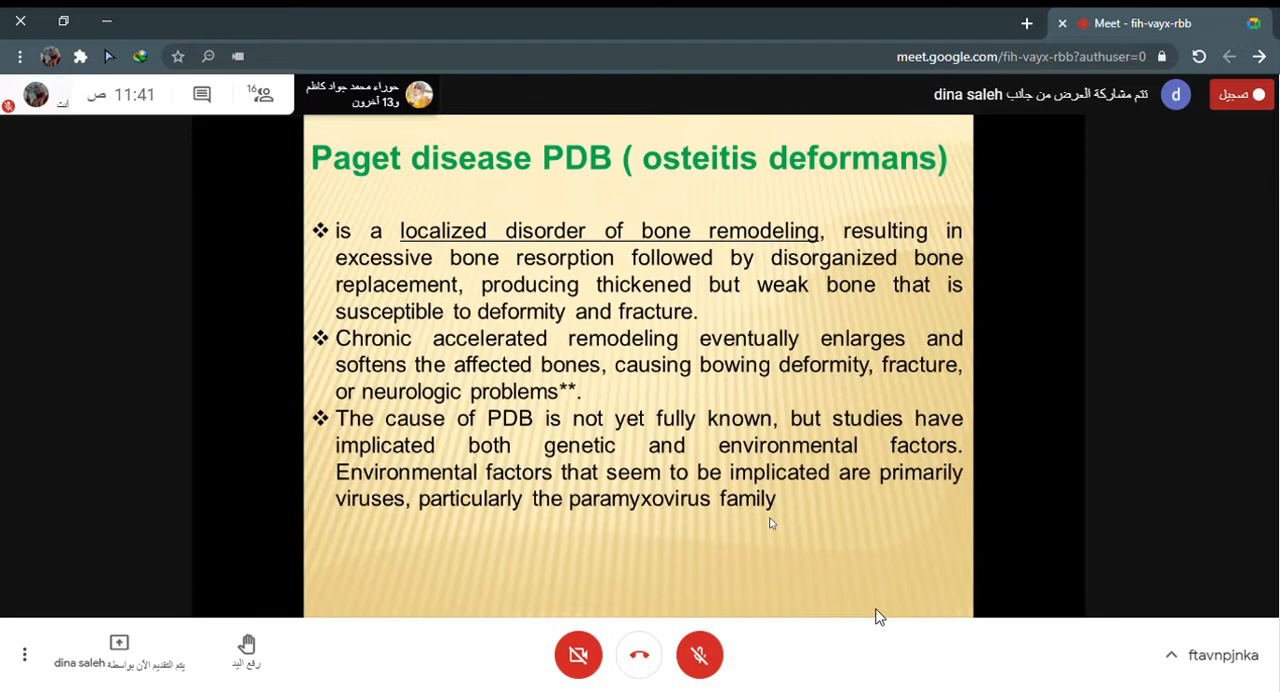 Meet - fih-vayx-rbb
meet.google.com/fih-vayx-rbb?authuser=0
11:41 ص
16
أنت
حوراء محمد جواد كاظم
و13 آخرون
تتم مشاركة العرض من جانب dina saleh
d
تسجيل
Paget disease PDB ( osteitis deformans)
❖ is a localized disorder of bone remodeling, resulting in
excessive bone resorption followed by disorganized bone
replacement, producing thickened but weak bone that is
susceptible to deformity and fracture.
❖ Chronic accelerated remodeling eventually enlarges and
softens the affected bones, causing bowing deformity, fracture,
or neurologic problems**.
❖ The cause of PDB is not yet fully known, but studies have
implicated both genetic and environmental factors.
Environmental factors that seem to be implicated are primarily
viruses, particularly the paramyxovirus family
يتم التقديم الآن بواسطة dina saleh
رفع اليد
ftavnpjnka